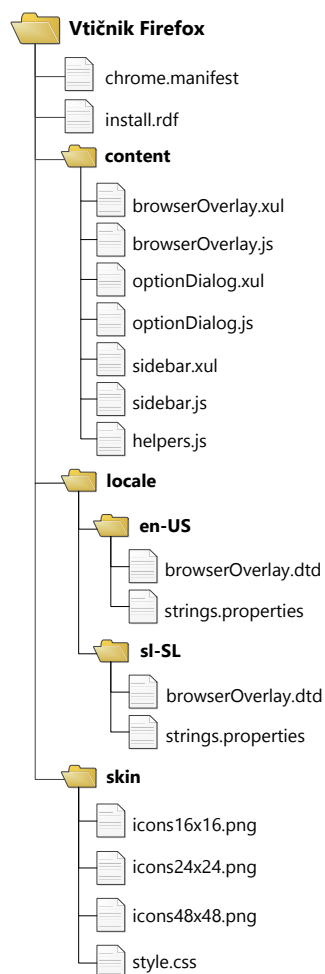 Vtičnik Firefox
chrome.manifest
install.rdf
content
browserOverlay.xul
browserOverlay.js
optionDialog.xul
optionDialog.js
sidebar.xul
sidebar.js
helpers.js
locale
en-US
browserOverlay.dtd
strings.properties
sl-SL
browserOverlay.dtd
strings.properties
skin
icons16x16.png
icons24x24.png
icons48x48.png
style.css